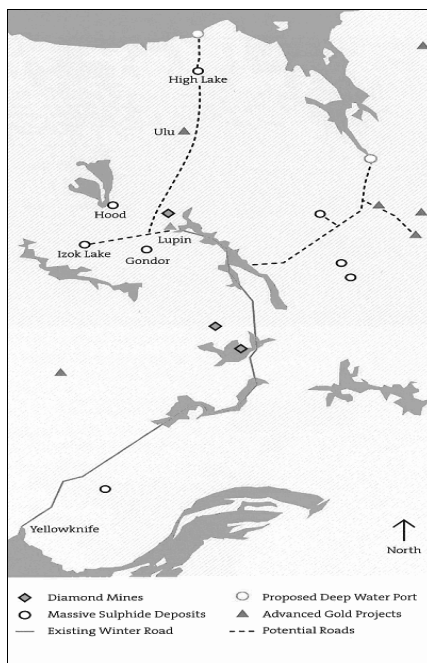 High Lake
Ulu
Hood
Lupin
Izok Lake
Gondor
Yellowknife
North
Diamond Mines
Proposed Deep Water Port
Massive Sulphide Deposits
Advanced Gold Projects
Existing Winter Road
Potential Roads